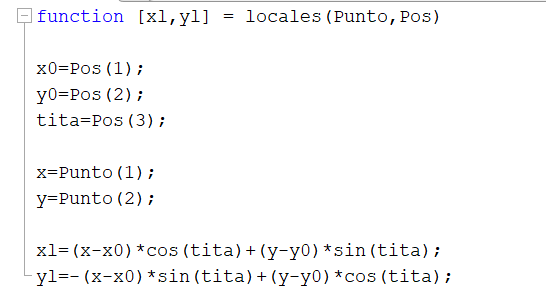 function [xl,yl] = locales(Punto,Pos)
x0=Pos(1);
y0=Pos(2);
tita=Pos(3);
x=Punto(1);
y=Punto(2);
xl=(x-x0)*cos(tita)+(y-y0)*sin(tita);
yl=-(x-x0)*sin(tita)+(y-y0)*cos(tita);